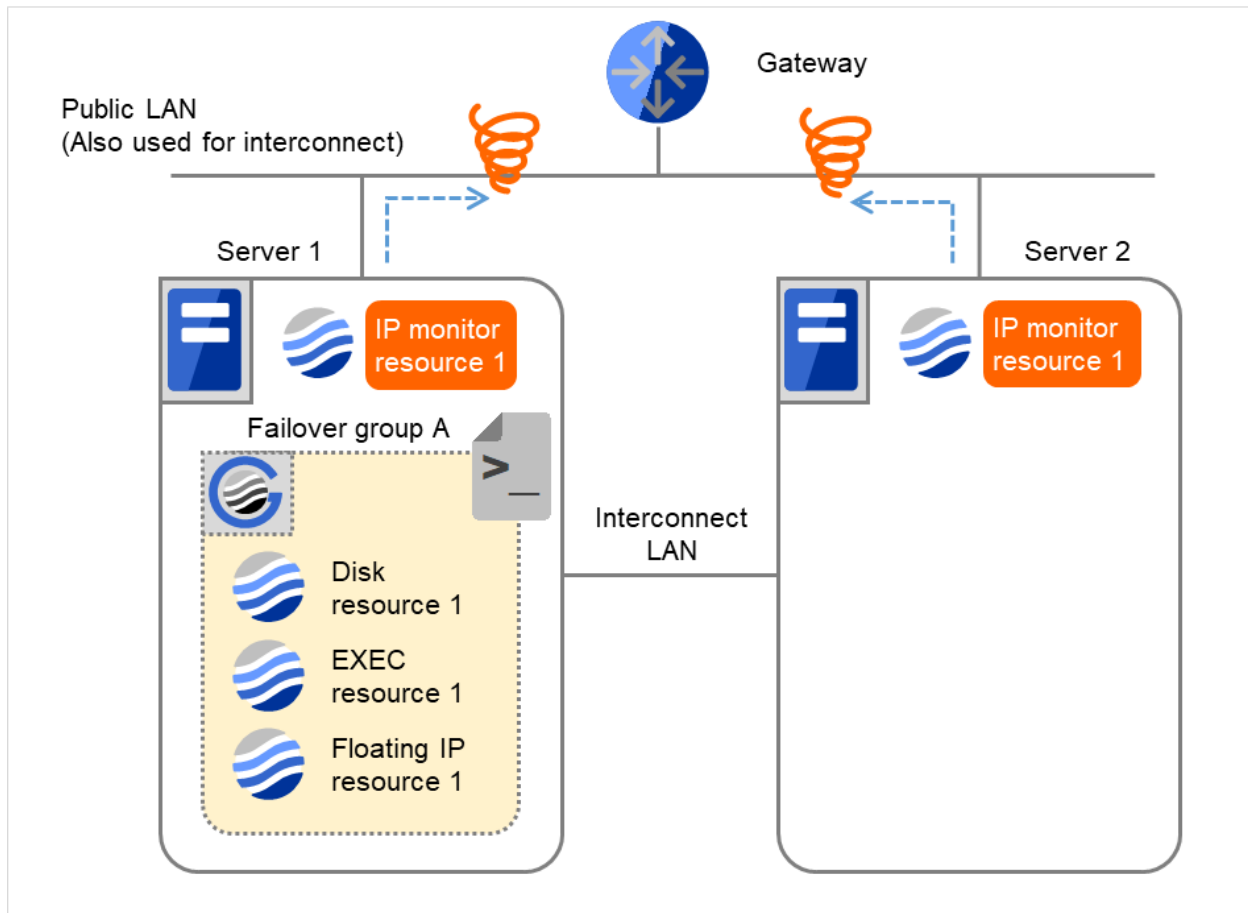 Gateway
Public LAN
(Also used for interconnect)
Server 1
Server 2
IP monitor
resource 1
IP monitor
resource 1
Failover group A
>_
Interconnect
LAN
Disk
resource 1
EXEC
resource 1
Floating IP
resource 1